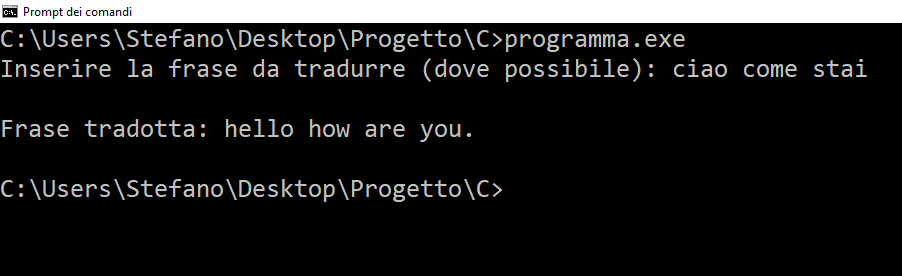 Prompt dei comandi
C:\Users\Stefano\Desktop\Progetto\C>programma.exe
Inserire la frase da tradurre (dove possibile): ciao come stai
Frase tradotta: hello how are you.
C:\Users\Stefano\Desktop\Progetto\C>